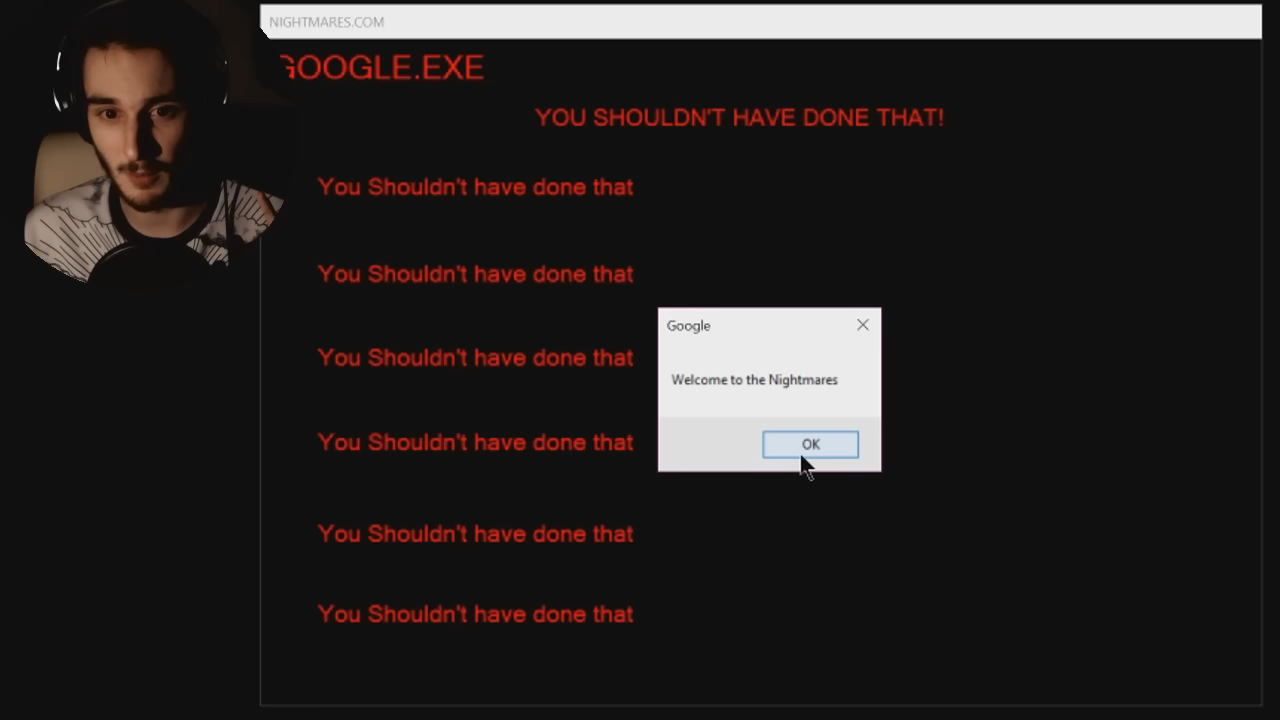 NIGHTMARES.COM
GOOGLE.EXE
YOU SHOULDN'T HAVE DONE THAT!
You Shouldn't have done that
You Shouldn't have done that
You Shouldn't have done that
You Shouldn't have done that
You Shouldn't have done that
You Shouldn't have done that
Google
Welcome to the Nightmares
OK